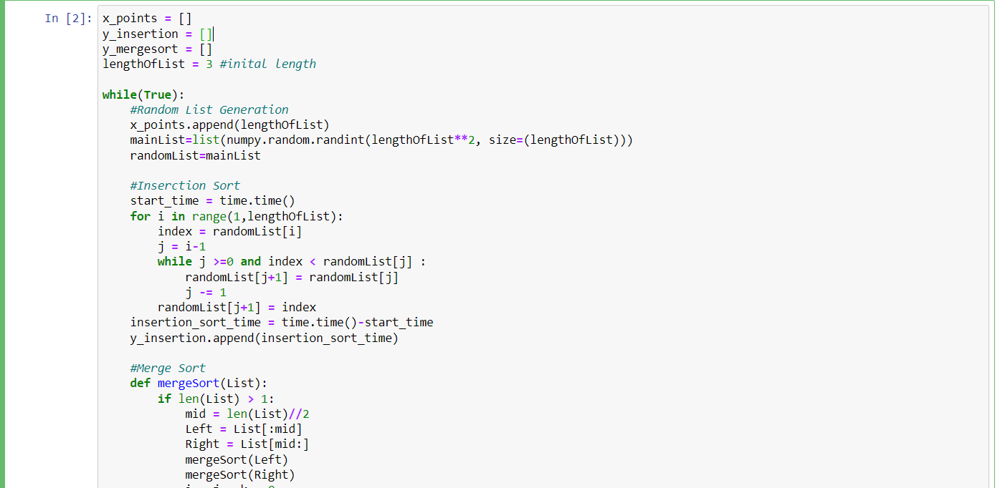 In [2]: x_points = []
y_insertion = []
y_mergesort = []
lengthOfList = 3 #inital length
while(True):
    #Random List Generation
    x_points.append(lengthOfList)
    mainList=list(numpy.random.randint(lengthOfList**2, size=(lengthOfList)))
    randomList=mainList
    #Inserction Sort
    start_time = time.time()
    for i in range(1,lengthOfList):
        index = randomList[i]
        j = i-1
        while j >=0 and index < randomList[j] :
            randomList[j+1] = randomList[j]
            j -= 1
        randomList[j+1] = index
    insertion_sort_time = time.time()-start_time
    y_insertion.append(insertion_sort_time)
    #Merge Sort
    def mergeSort(List):
        if len(List) > 1:
            mid = len(List)//2
            Left = List[:mid]
            Right = List[mid:]
            mergeSort(Left)
            mergeSort(Right)